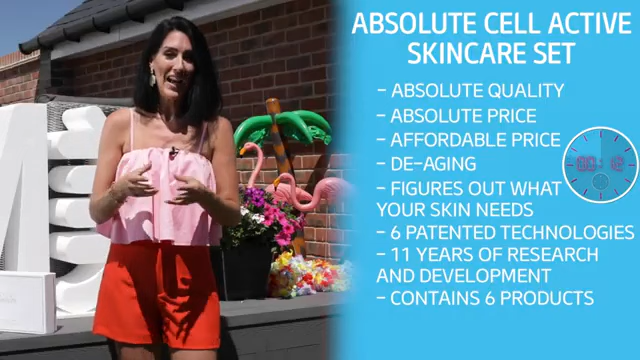 ABSOLUTE CELL ACTIVE
SKINCARE SET
- ABSOLUTE QUALITY
- ABSOLUTE PRICE
- AFFORDABLE PRICE
- DE-AGING
- FIGURES OUT WHAT
YOUR SKIN NEEDS
- 6 PATENTED TECHNOLOGIES
- 11 YEARS OF RESEARCH
AND DEVELOPMENT
- CONTAINS 6 PRODUCTS